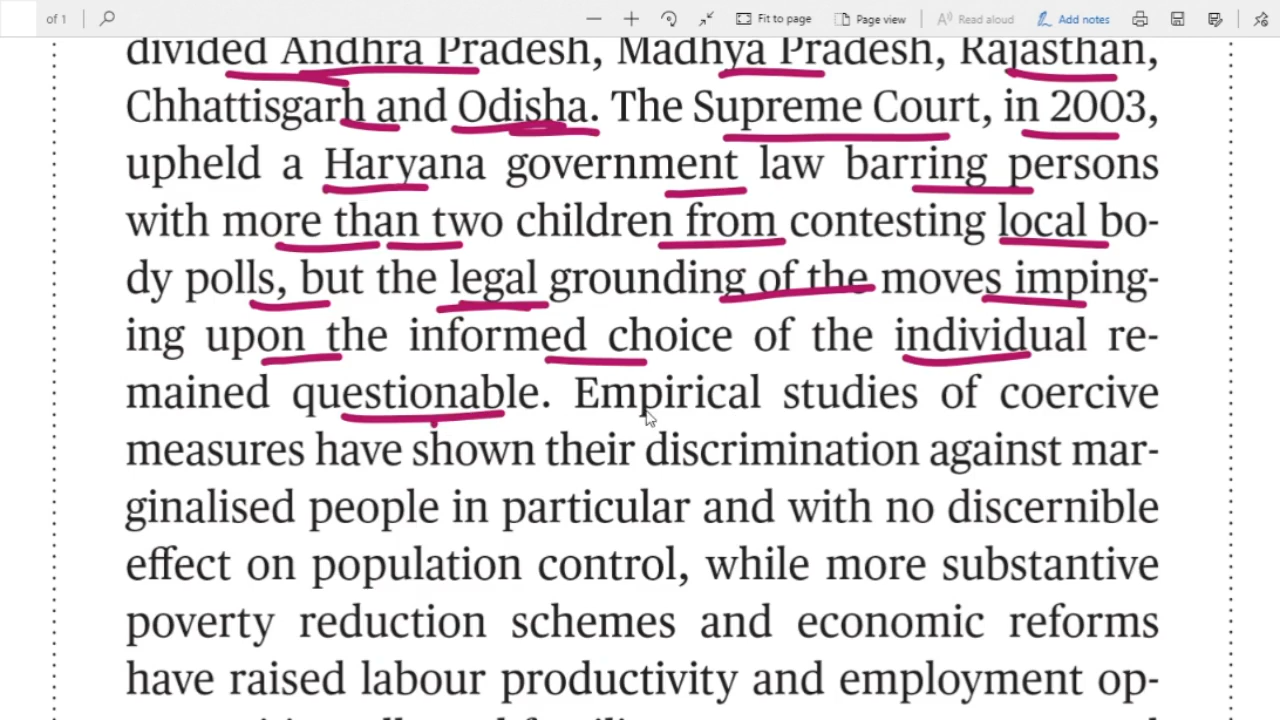 of 1
Fit to page
Page view
Read aloud
Add notes
divided Andhra Pradesh, Madhya Pradesh, Rajasthan,
Chhattisgarh and Odisha. The Supreme Court, in 2003,
upheld a Haryana government law barring persons
with more than two children from contesting local bo-
dy polls, but the legal grounding of the moves imping-
ing upon the informed choice of the individual re-
mained questionable. Empirical studies of coercive
measures have shown their discrimination against mar-
ginalised people in particular and with no discernible
effect on population control, while more substantive
poverty reduction schemes and economic reforms
have raised labour productivity and employment op-